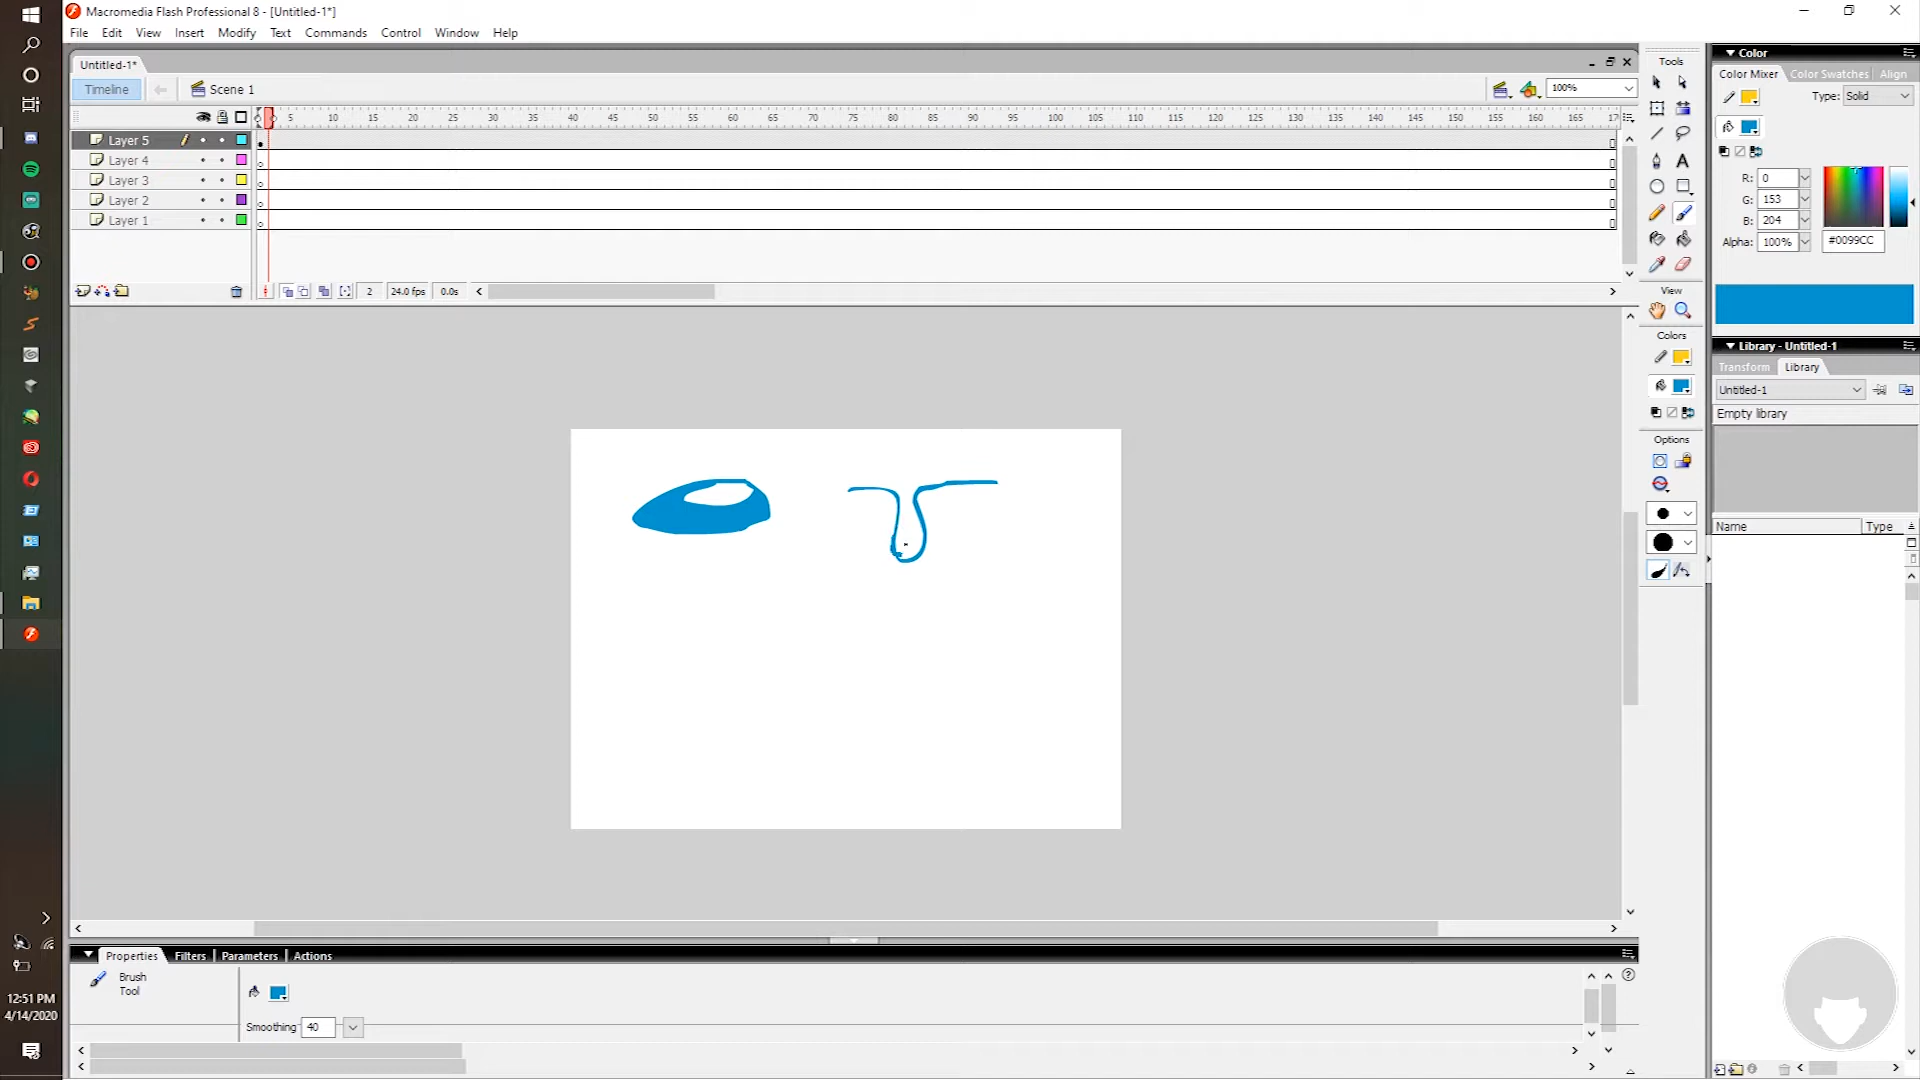 Macromedia Flash Professional 8 - [Untitled-1*]
File Edit View Insert Modify Text Commands Control Window Help
Untitled-1*
Timeline Scene 1 100%
5 10 15 20 25 30 35 40 45 50 55 60 65 70 75 80 85 90 95 100 105 110 115 120 125 130 135 140 145 150 155 160 165 17
Layer 5
Layer 4
Layer 3
Layer 2
Layer 1
2 24.0 fps 0.0s
Tools
View
Colors
Options
Color
Color Mixer Color Swatches Align
Type: Solid
R: 0
G: 153
B: 204
Alpha: 100% #0099CC
Library - Untitled-1
Transform Library
Untitled-1
Empty library
Name Type
Properties Filters Parameters Actions
Brush
Tool
Smoothing 40
12:51 PM
4/14/2020